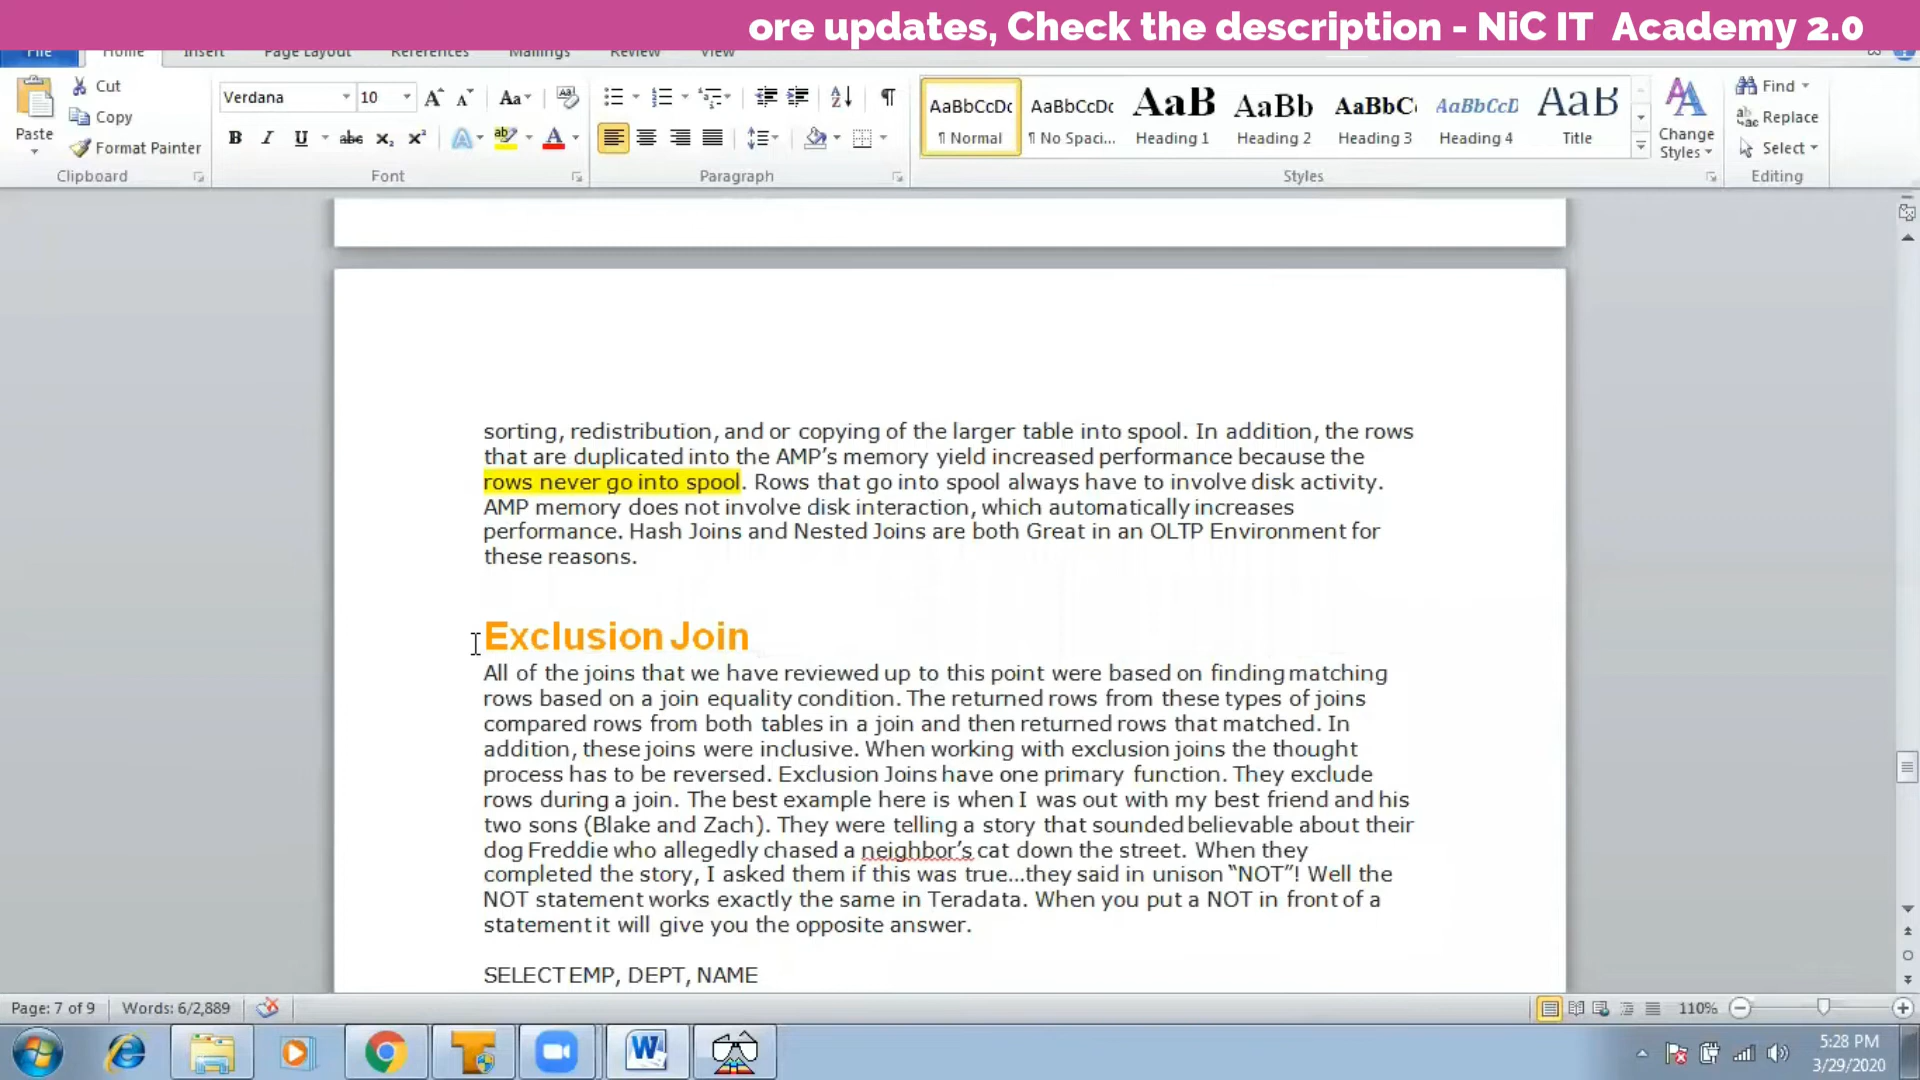 ore updates, Check the description - NiC IT Academy 2.0
File Home Insert Page Layout References Mailings Review View
Cut
Copy
Format Painter
Paste
Clipboard
Verdana 10
Font
Paragraph
AaBbCcDc AaBbCcDc AaB AaBb AaBbC AaBbCcD AaB
¶ Normal ¶ No Spaci... Heading 1 Heading 2 Heading 3 Heading 4 Title
Change
Styles
Styles
Find
Replace
Select
Editing
sorting, redistribution, and or copying of the larger table into spool. In addition, the rows
that are duplicated into the AMP’s memory yield increased performance because the
rows never go into spool. Rows that go into spool always have to involve disk activity.
AMP memory does not involve disk interaction, which automatically increases
performance. Hash Joins and Nested Joins are both Great in an OLTP Environment for
these reasons.
Exclusion Join
All of the joins that we have reviewed up to this point were based on finding matching
rows based on a join equality condition. The returned rows from these types of joins
compared rows from both tables in a join and then returned rows that matched. In
addition, these joins were inclusive. When working with exclusion joins the thought
process has to be reversed. Exclusion Joins have one primary function. They exclude
rows during a join. The best example here is when I was out with my best friend and his
two sons (Blake and Zach). They were telling a story that sounded believable about their
dog Freddie who allegedly chased a neighbor’s cat down the street. When they
completed the story, I asked them if this was true…they said in unison “NOT”! Well the
NOT statement works exactly the same in Teradata. When you put a NOT in front of a
statement it will give you the opposite answer.
SELECT EMP, DEPT, NAME
Page: 7 of 9 Words: 6/2,889 110%
5:28 PM
3/29/2020